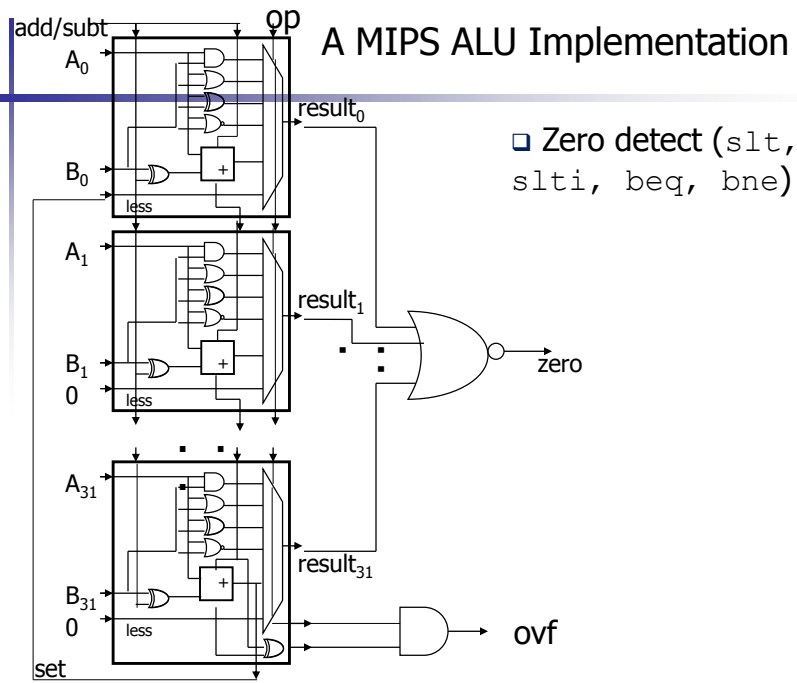 A MIPS ALU Implementation
❑ Zero detect (slt,
slti, beq, bne)
add/subt
op
A0
result0
B0
+
less
A1
result1
B1
+
0
less
zero
A31
result31
B31
+
0
less
ovf
set